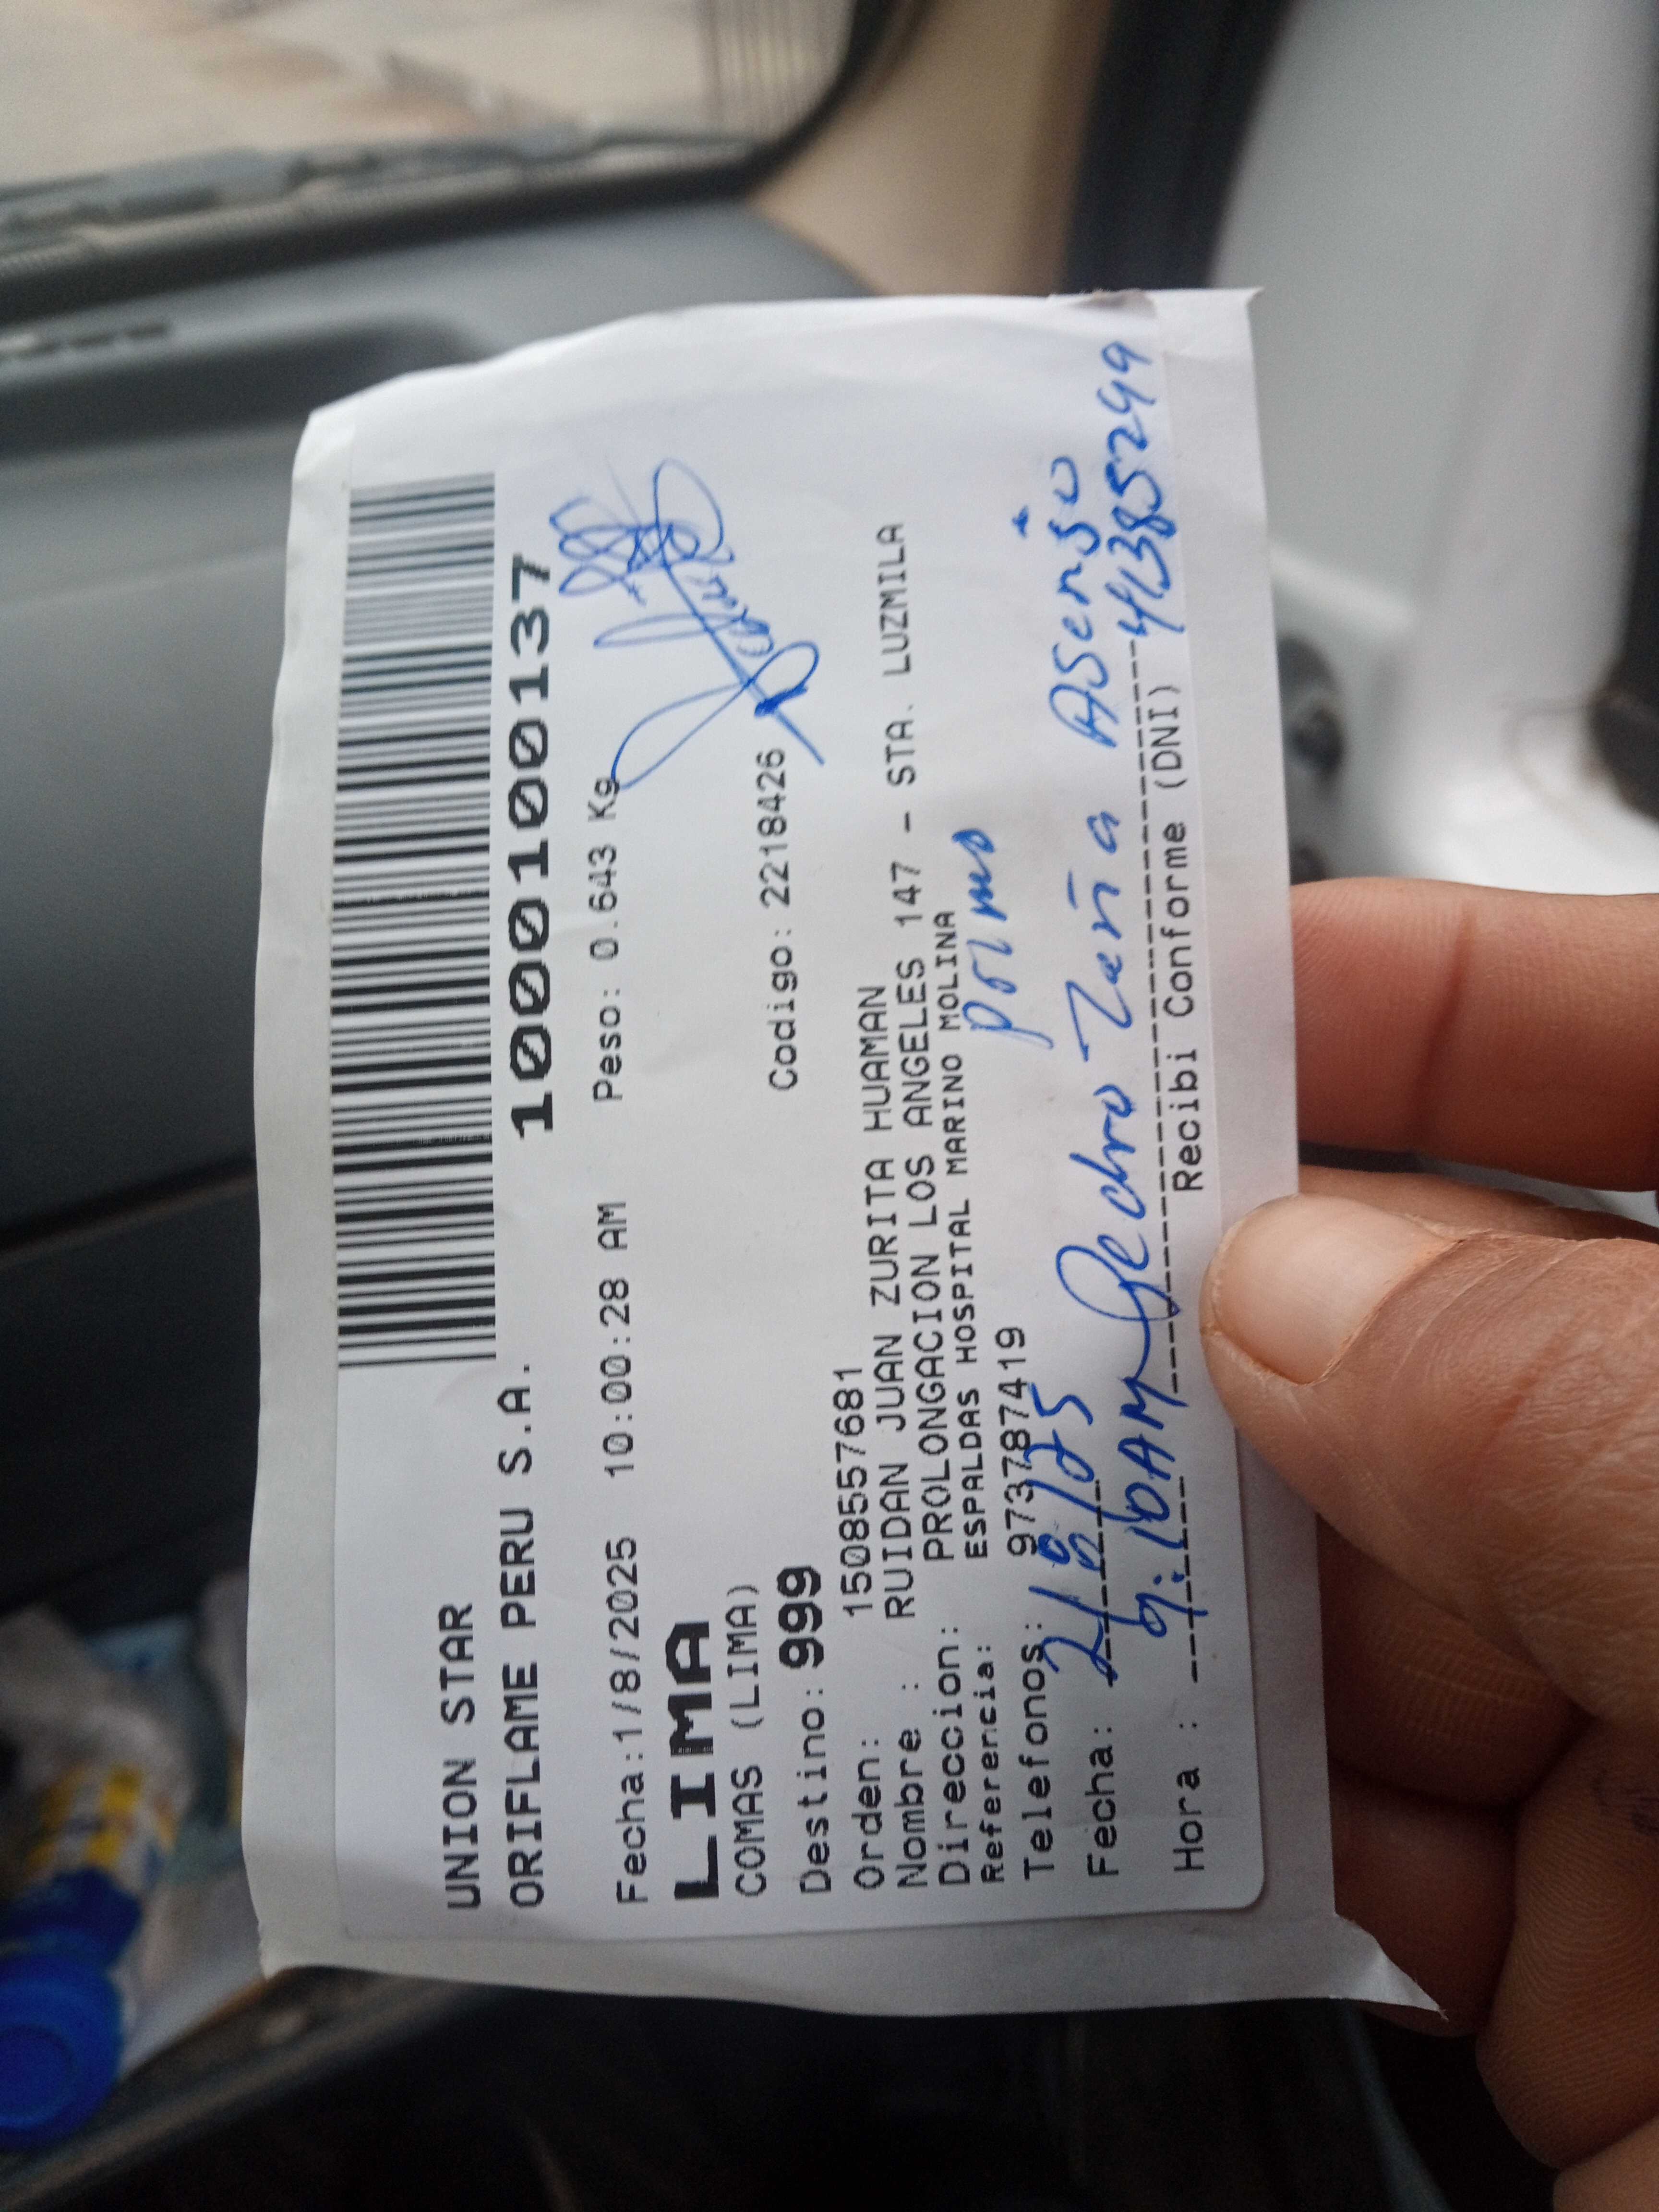 UNION STAR
ORIFLAME PERU S.A. 10001000137
Fecha:1/8/2025 10:00:28 AM Peso: 0.643 Kg
LIMA
COMAS (LIMA)
Destino: 999 Codigo: 2218426
Orden: 1508557681
Nombre : RUIDAN JUAN ZURITA HUAMAN
Direccion: PROLONGACION LOS ANGELES 147 - STA. LUZMILA
Referencia: ESPALDAS HOSPITAL MARINO MOLINA
Telefonos: 973787419 primo
Fecha: 2/8/25 Pedro Zeña Asenjo
Hora : 9:10AM 41385299
Recibi Conforme (DNI)